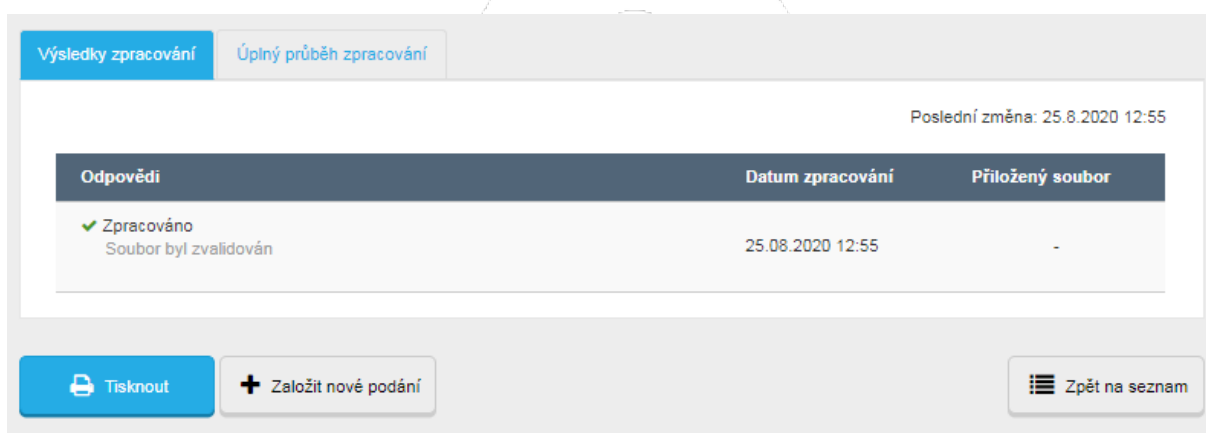 Výsledky zpracování
Úplný průběh zpracování
Poslední změna: 25.8.2020 12:55
Odpovědi Datum zpracování Přiložený soubor
Zpracováno
Soubor byl zvalidován
25.08.2020 12:55 -
Tisknout
Založit nové podání
Zpět na seznam